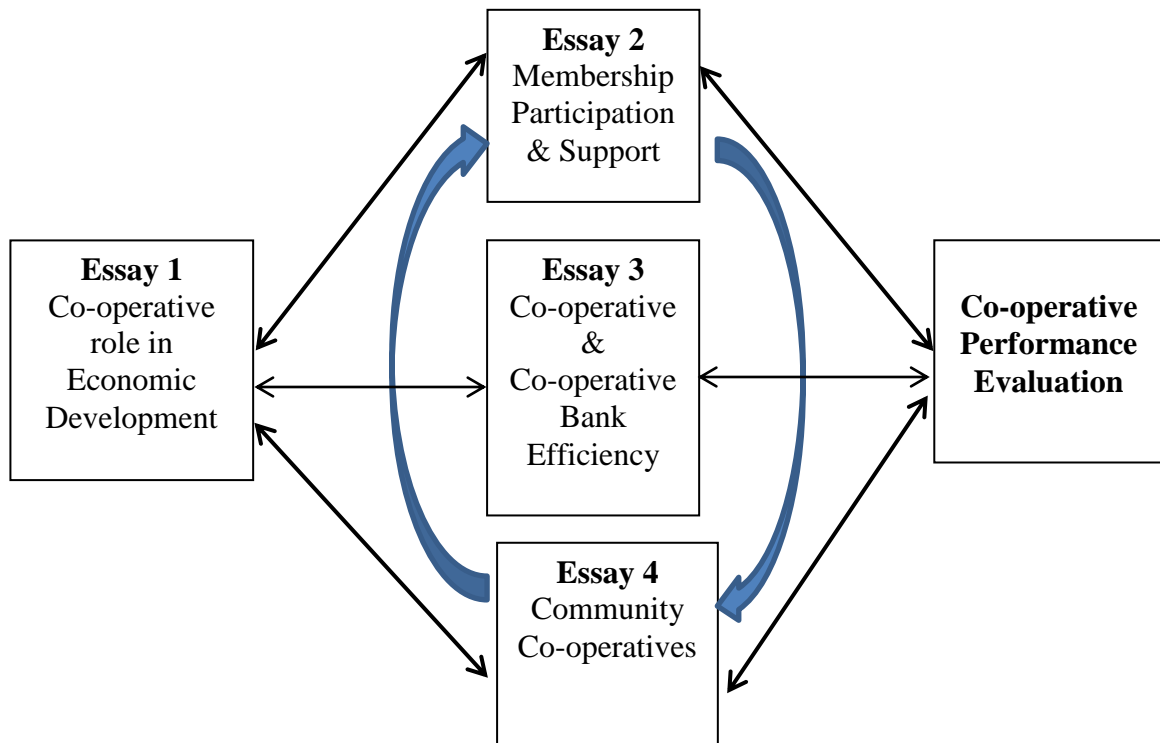 Essay 1
Co-operative
role in
Economic
Development
Essay 2
Membership
Participation
& Support
Essay 3
Co-operative
&
Co-operative
Bank
Efficiency
Essay 4
Community
Co-operatives
Co-operative
Performance
Evaluation